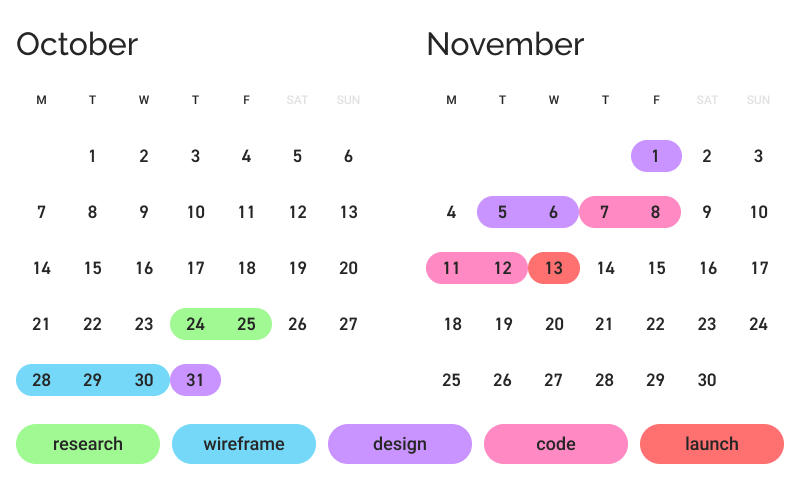 October
M T W T F SAT SUN
1 2 3 4 5 6
7 8 9 10 11 12 13
14 15 16 17 18 19 20
21 22 23 24 25 26 27
28 29 30 31
November
M T W T F SAT SUN
1 2 3
4 5 6 7 8 9 10
11 12 13 14 15 16 17
18 19 20 21 22 23 24
25 26 27 28 29 30
research wireframe design code launch